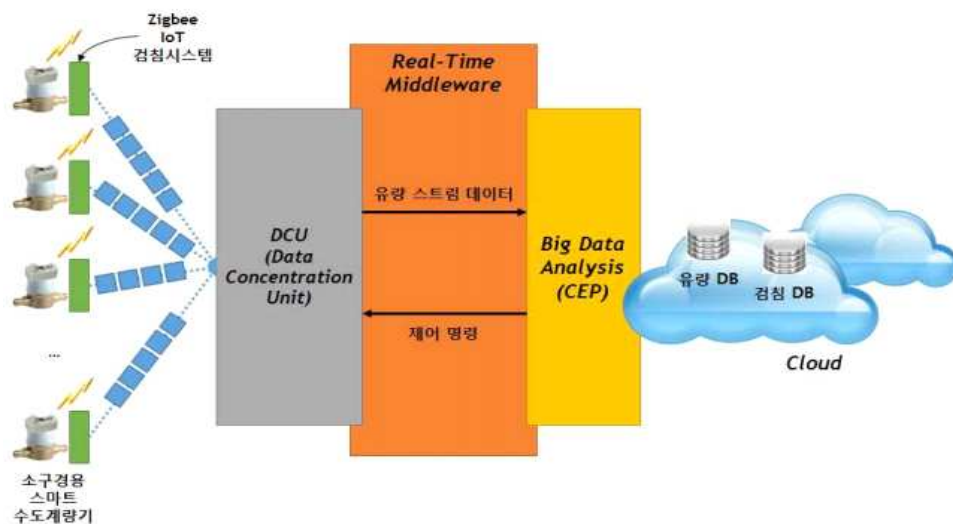 Zigbee
IoT
검침시스템
Real-Time
Middleware
유량 스트림 데이터
DCU
(Data
Concentration
Unit)
Big Data
Analysis
(CEP)
유량 DB
검침 DB
제어 명령
Cloud
...
소구경용
스마트
수도계량기